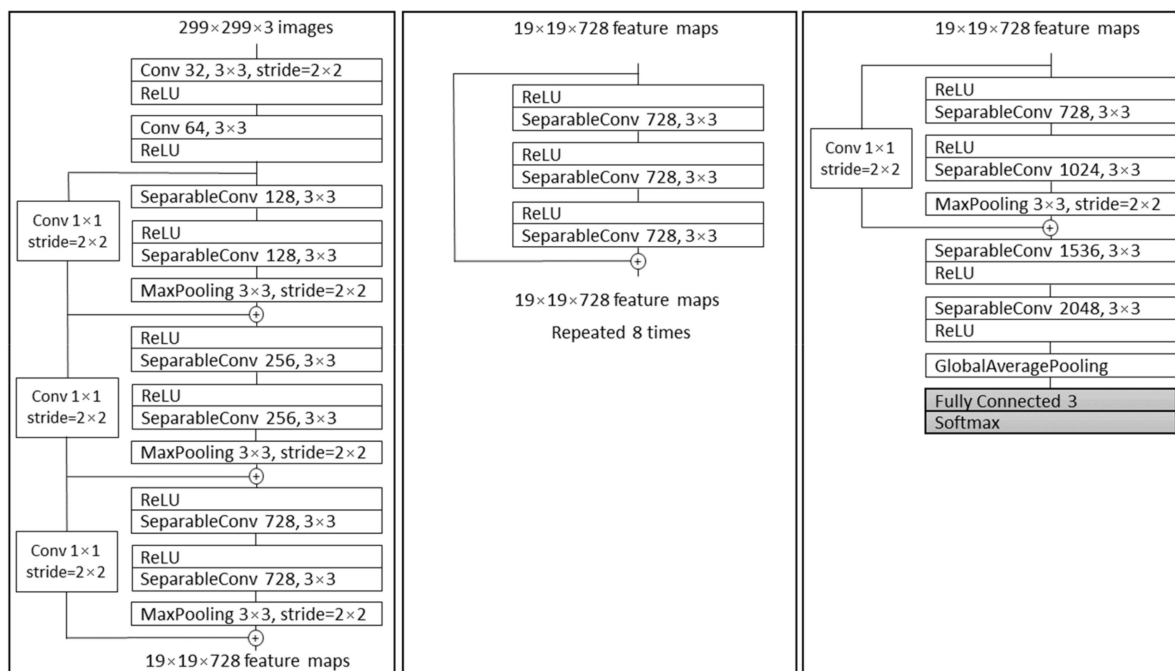 299×299×3 images
Conv 32, 3×3, stride=2×2
ReLU
Conv 64, 3×3
ReLU
SeparableConv 128, 3×3
Conv 1×1
stride=2×2
ReLU
SeparableConv 128, 3×3
MaxPooling 3×3, stride=2×2
ReLU
SeparableConv 256, 3×3
Conv 1×1
stride=2×2
ReLU
SeparableConv 256, 3×3
MaxPooling 3×3, stride=2×2
ReLU
SeparableConv 728, 3×3
Conv 1×1
stride=2×2
ReLU
SeparableConv 728, 3×3
MaxPooling 3×3, stride=2×2
19×19×728 feature maps
19×19×728 feature maps
ReLU
SeparableConv 728, 3×3
ReLU
SeparableConv 728, 3×3
ReLU
SeparableConv 728, 3×3
19×19×728 feature maps
Repeated 8 times
19×19×728 feature maps
ReLU
SeparableConv 728, 3×3
Conv 1×1
stride=2×2
ReLU
SeparableConv 1024, 3×3
MaxPooling 3×3, stride=2×2
SeparableConv 1536, 3×3
ReLU
SeparableConv 2048, 3×3
ReLU
GlobalAveragePooling
Fully Connected 3
Softmax